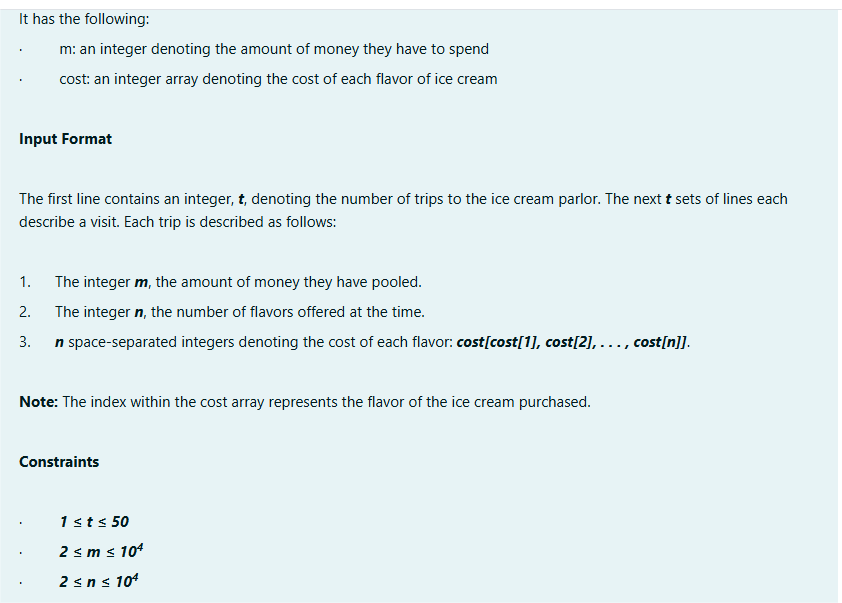 It has the following:
· m: an integer denoting the amount of money they have to spend
· cost: an integer array denoting the cost of each flavor of ice cream
Input Format
The first line contains an integer, t, denoting the number of trips to the ice cream parlor. The next t sets of lines each
describe a visit. Each trip is described as follows:
1. The integer m, the amount of money they have pooled.
2. The integer n, the number of flavors offered at the time.
3. n space-separated integers denoting the cost of each flavor: cost[cost[1], cost[2], . . . , cost[n]].
Note: The index within the cost array represents the flavor of the ice cream purchased.
Constraints
· 1 ≤ t ≤ 50
· 2 ≤ m ≤ 10⁴
· 2 ≤ n ≤ 10⁴